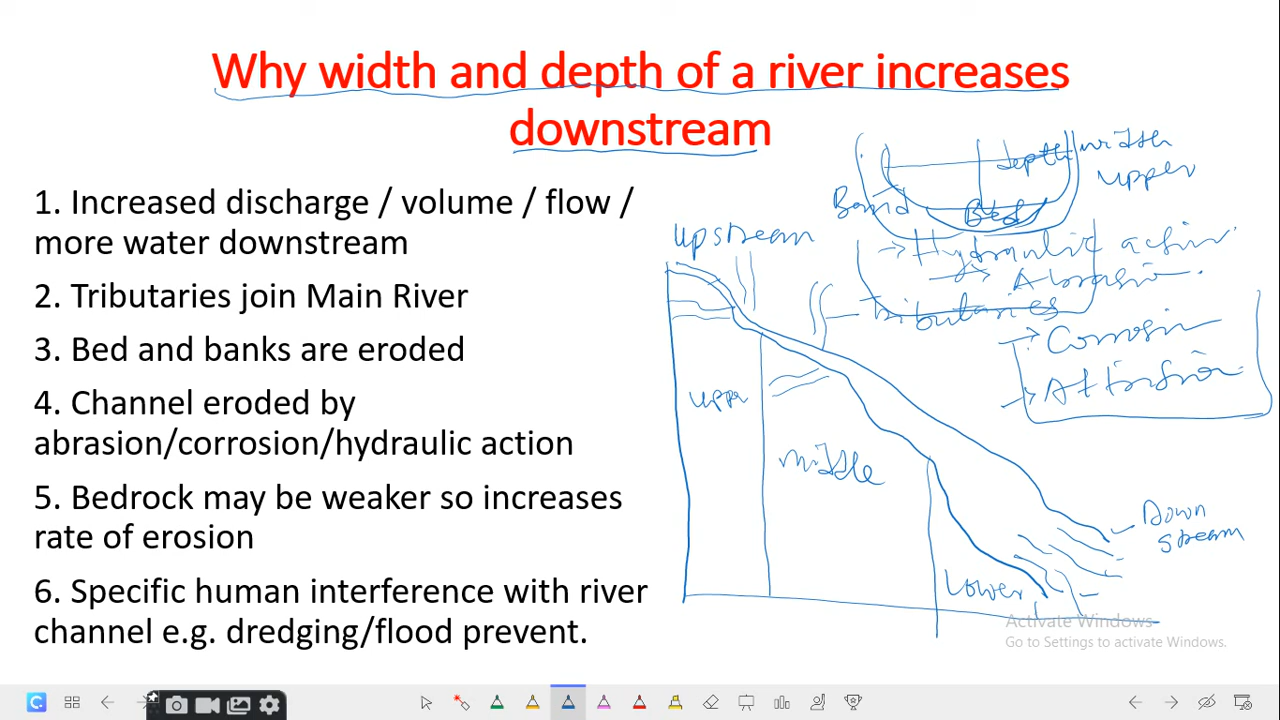 Why width and depth of a river increases
downstream
1. Increased discharge / volume / flow /
more water downstream
2. Tributaries join Main River
3. Bed and banks are eroded
4. Channel eroded by
abrasion/corrosion/hydraulic action
5. Bedrock may be weaker so increases
rate of erosion
6. Specific human interference with river
channel e.g. dredging/flood prevent.
depth width
upper
Bed
Upstream
→ Hydraulic action
→ Abrasion
Tributaries
→ Corrosion
→ Attrition
upper
middle
Lower
Down
stream
Activate Windows
Go to Settings to activate Windows.